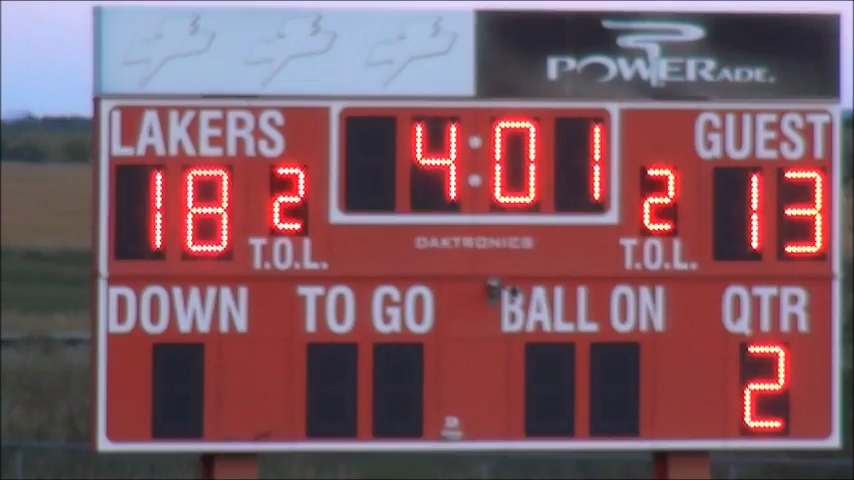 POWERADE
LAKERS 4:01 GUEST
18 2 2 13
T.O.L. DAKTRONICS T.O.L.
DOWN TO GO BALL ON QTR
2